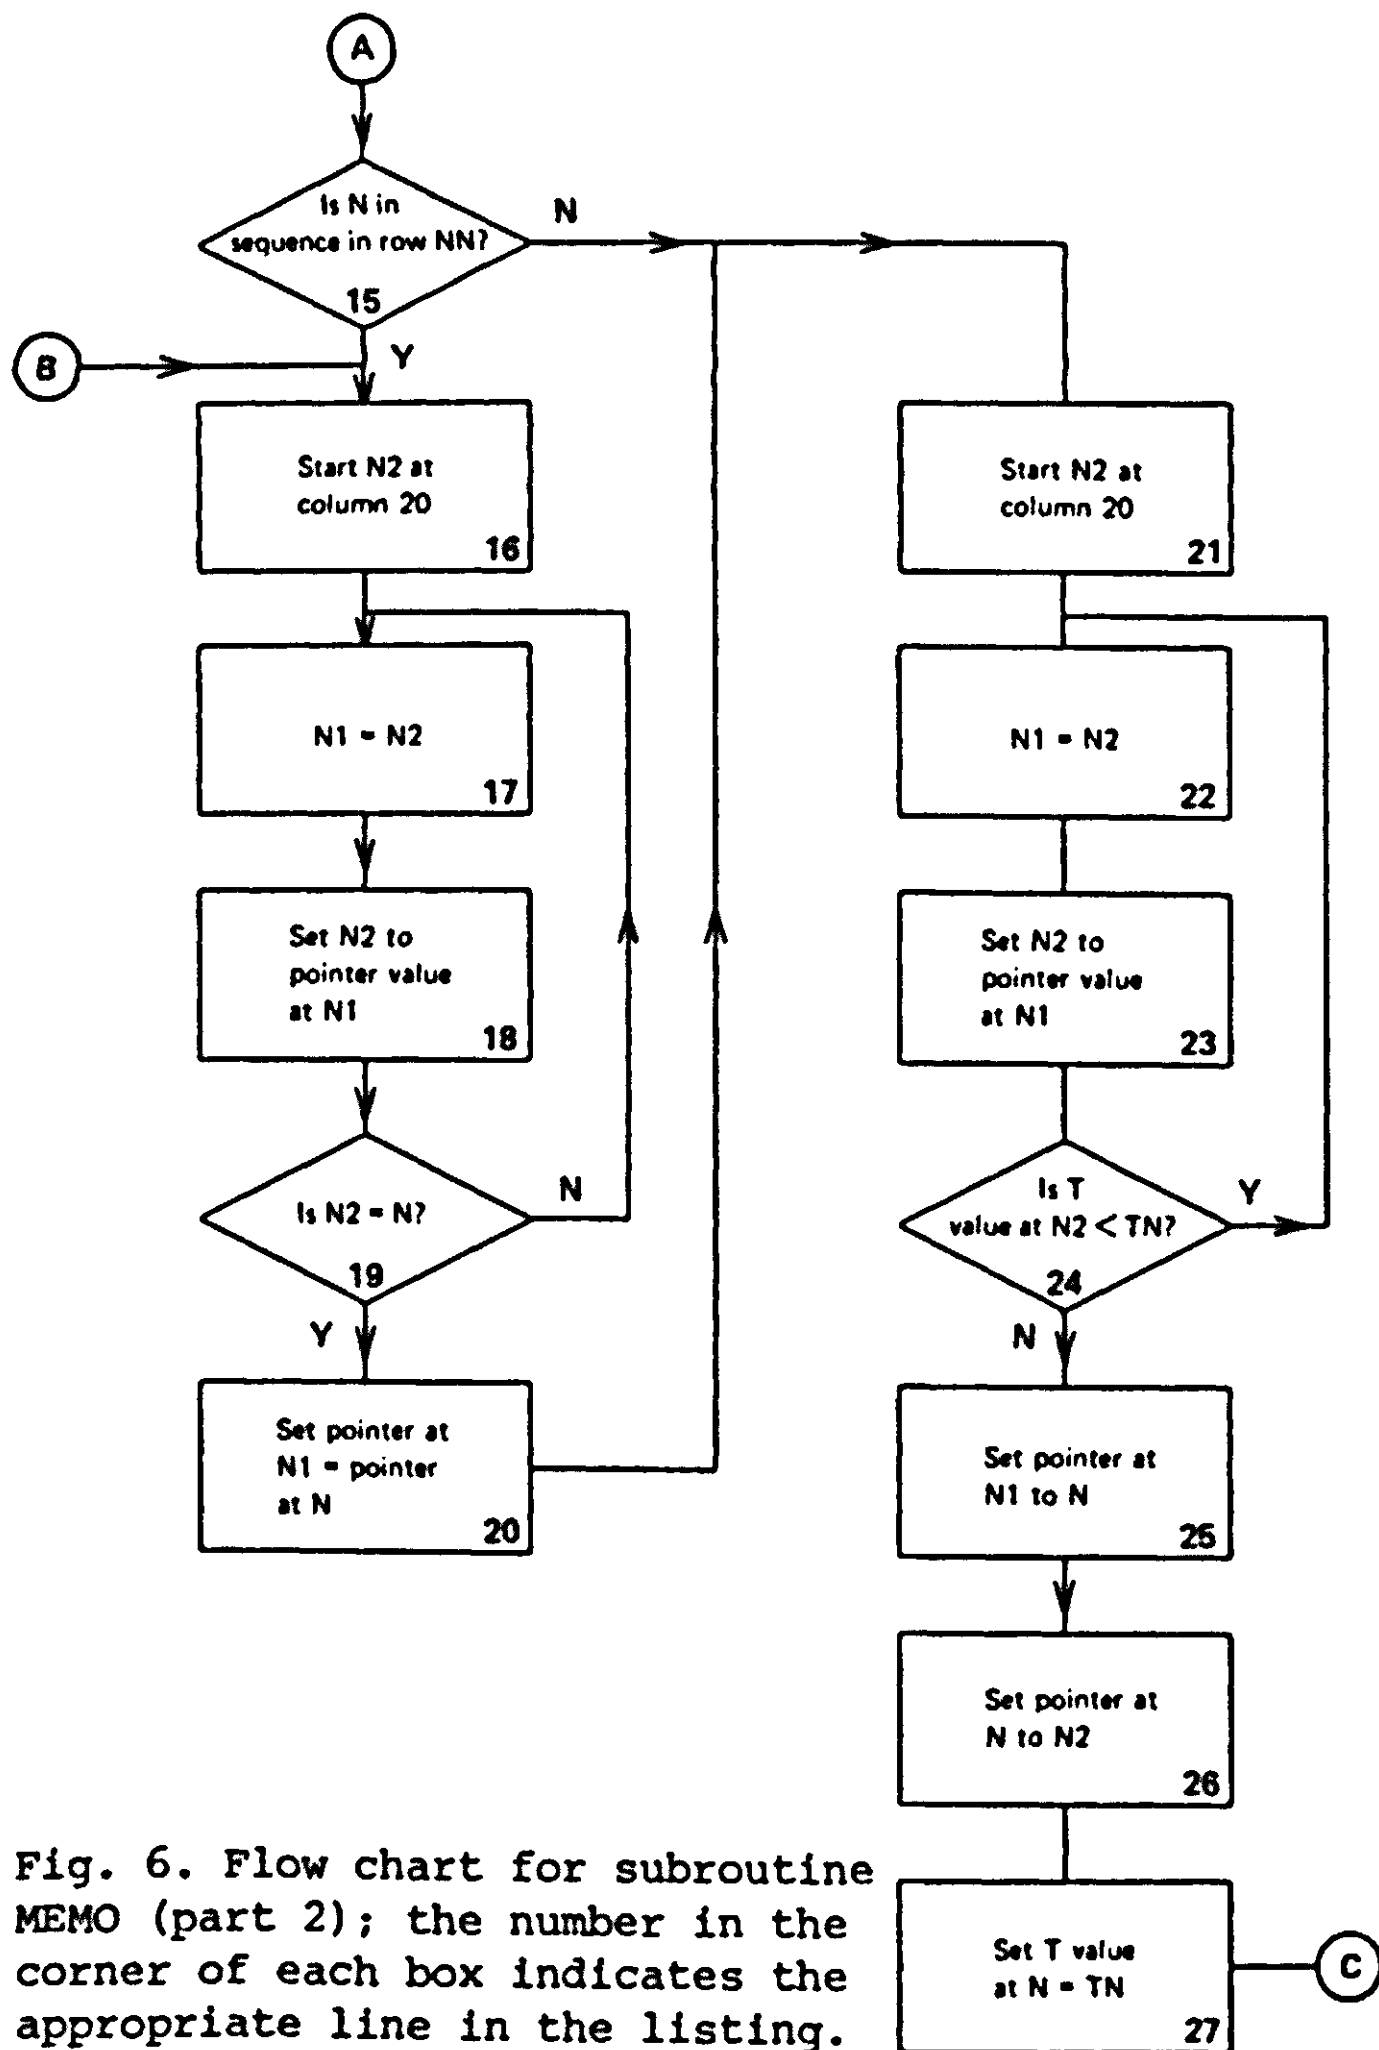 A
Is N in
sequence in row NN?
15
N
B
Y
Start N2 at
column 20
16
N1 = N2
17
Set N2 to
pointer value
at N1
18
Is N2 = N?
19
N
Y
Set pointer at
N1 = pointer
at N
20
Start N2 at
column 20
21
N1 = N2
22
Set N2 to
pointer value
at N1
23
Is T
value at N2 < TN?
24
Y
N
Set pointer at
N1 to N
25
Set pointer at
N to N2
26
Set T value
at N = TN
27
C
Fig. 6. Flow chart for subroutine
MEMO (part 2); the number in the
corner of each box indicates the
appropriate line in the listing.